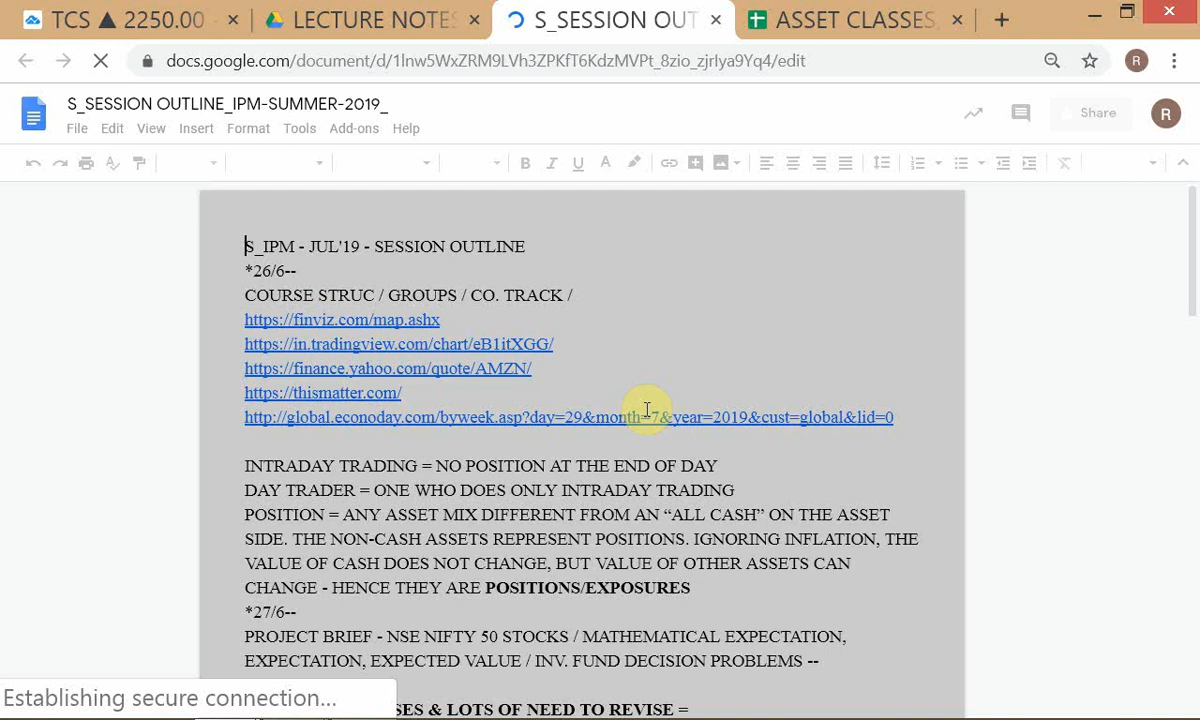 TCS ▲ 2250.00
LECTURE NOTES
S_SESSION OUT
ASSET CLASSES,
docs.google.com/document/d/1lnw5WxZRM9LVh3ZPKfT6KdzMVPt_8zio_zjrIya9Yq4/edit
R
S_SESSION OUTLINE_IPM-SUMMER-2019_
File Edit View Insert Format Tools Add-ons Help
Share
R
S_IPM - JUL'19 - SESSION OUTLINE
*26/6--
COURSE STRUC / GROUPS / CO. TRACK /
https://finviz.com/map.ashx
https://in.tradingview.com/chart/eB1itXGG/
https://finance.yahoo.com/quote/AMZN/
https://thismatter.com/
http://global.econoday.com/byweek.asp?day=29&month=7&year=2019&cust=global&lid=0
INTRADAY TRADING = NO POSITION AT THE END OF DAY
DAY TRADER = ONE WHO DOES ONLY INTRADAY TRADING
POSITION = ANY ASSET MIX DIFFERENT FROM AN “ALL CASH” ON THE ASSET
SIDE. THE NON-CASH ASSETS REPRESENT POSITIONS. IGNORING INFLATION, THE
VALUE OF CASH DOES NOT CHANGE, BUT VALUE OF OTHER ASSETS CAN
CHANGE - HENCE THEY ARE POSITIONS/EXPOSURES
*27/6--
PROJECT BRIEF - NSE NIFTY 50 STOCKS / MATHEMATICAL EXPECTATION,
EXPECTATION, EXPECTED VALUE / INV. FUND DECISION PROBLEMS --
& LOTS OF NEED TO REVISE =
Establishing secure connection...